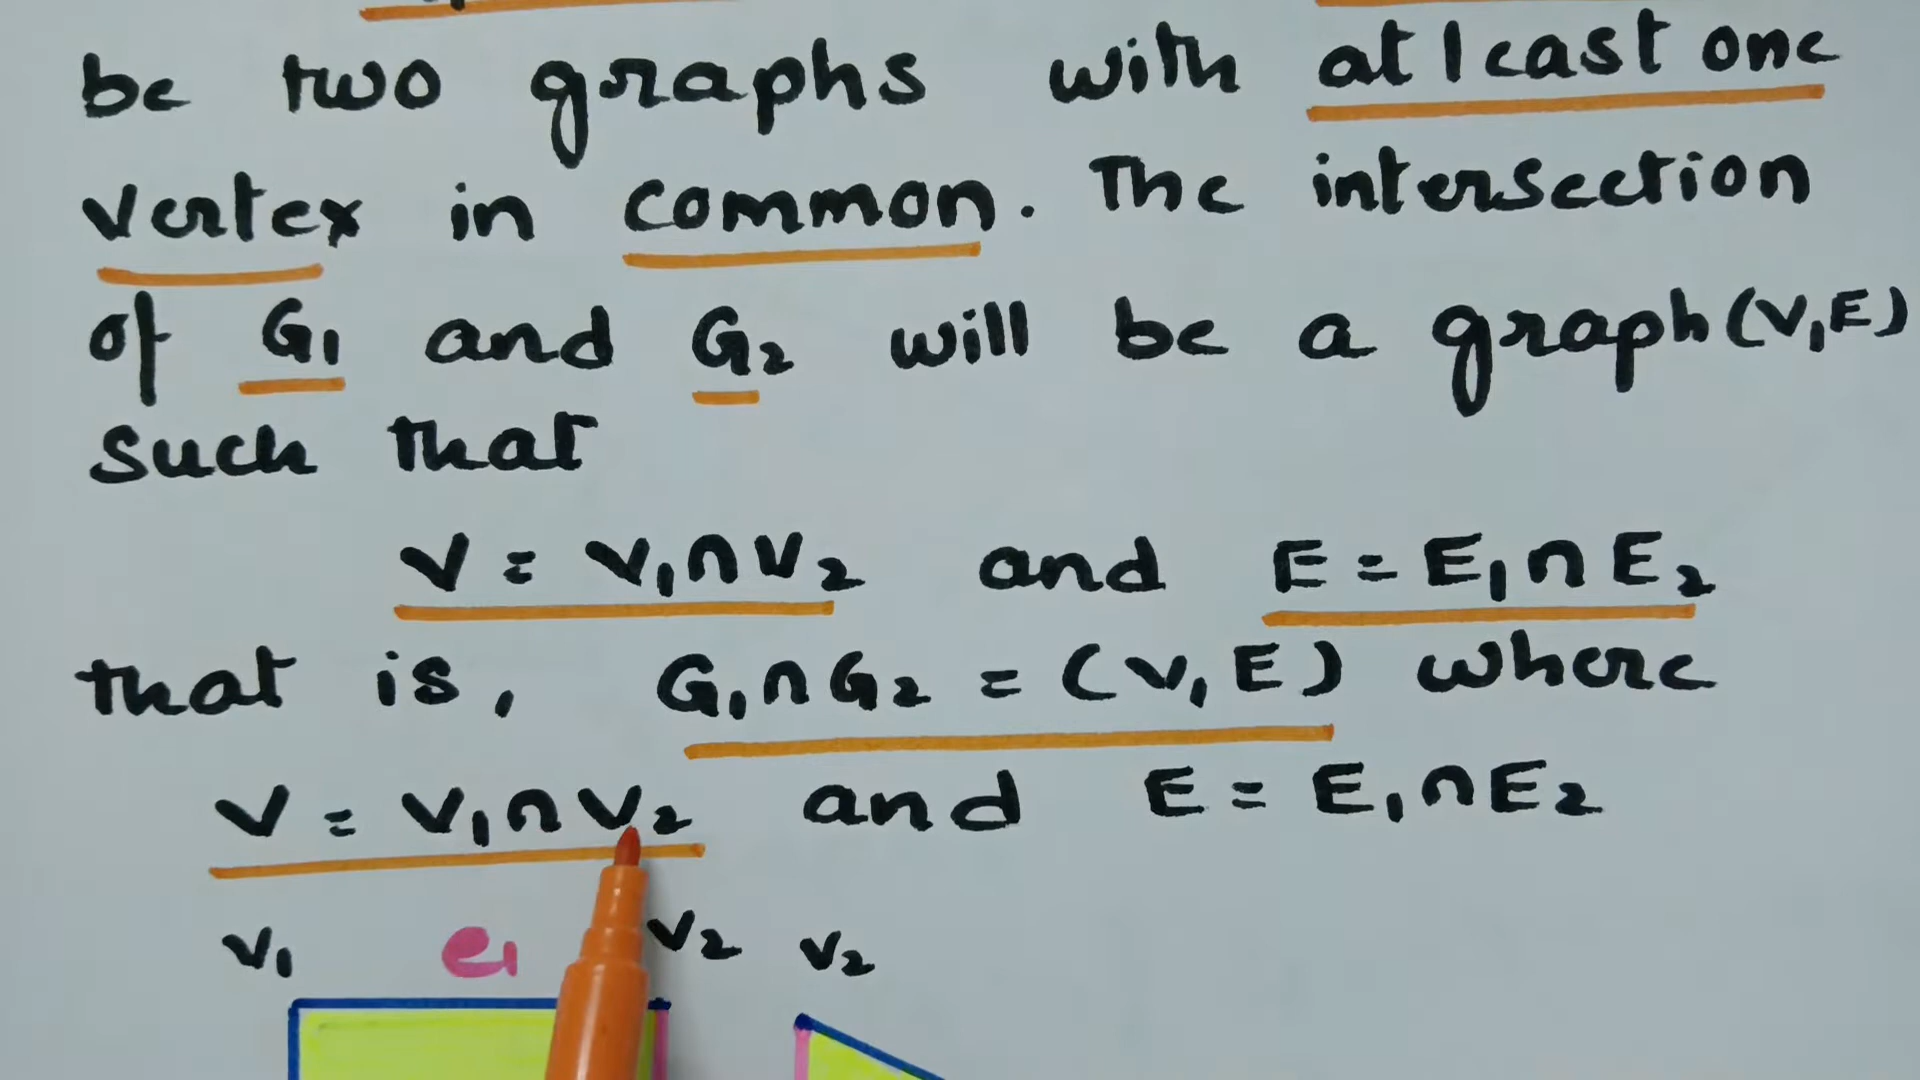 be two graphs with atleast one
vertex in common. The intersection
of G1 and G2 will be a graph (V,E)
such that
V = V1∩V2 and E = E1∩E2
that is, G1∩G2 = (V,E) where
V = V1∩V2 and E = E1∩E2
v1 e1 v2 v2